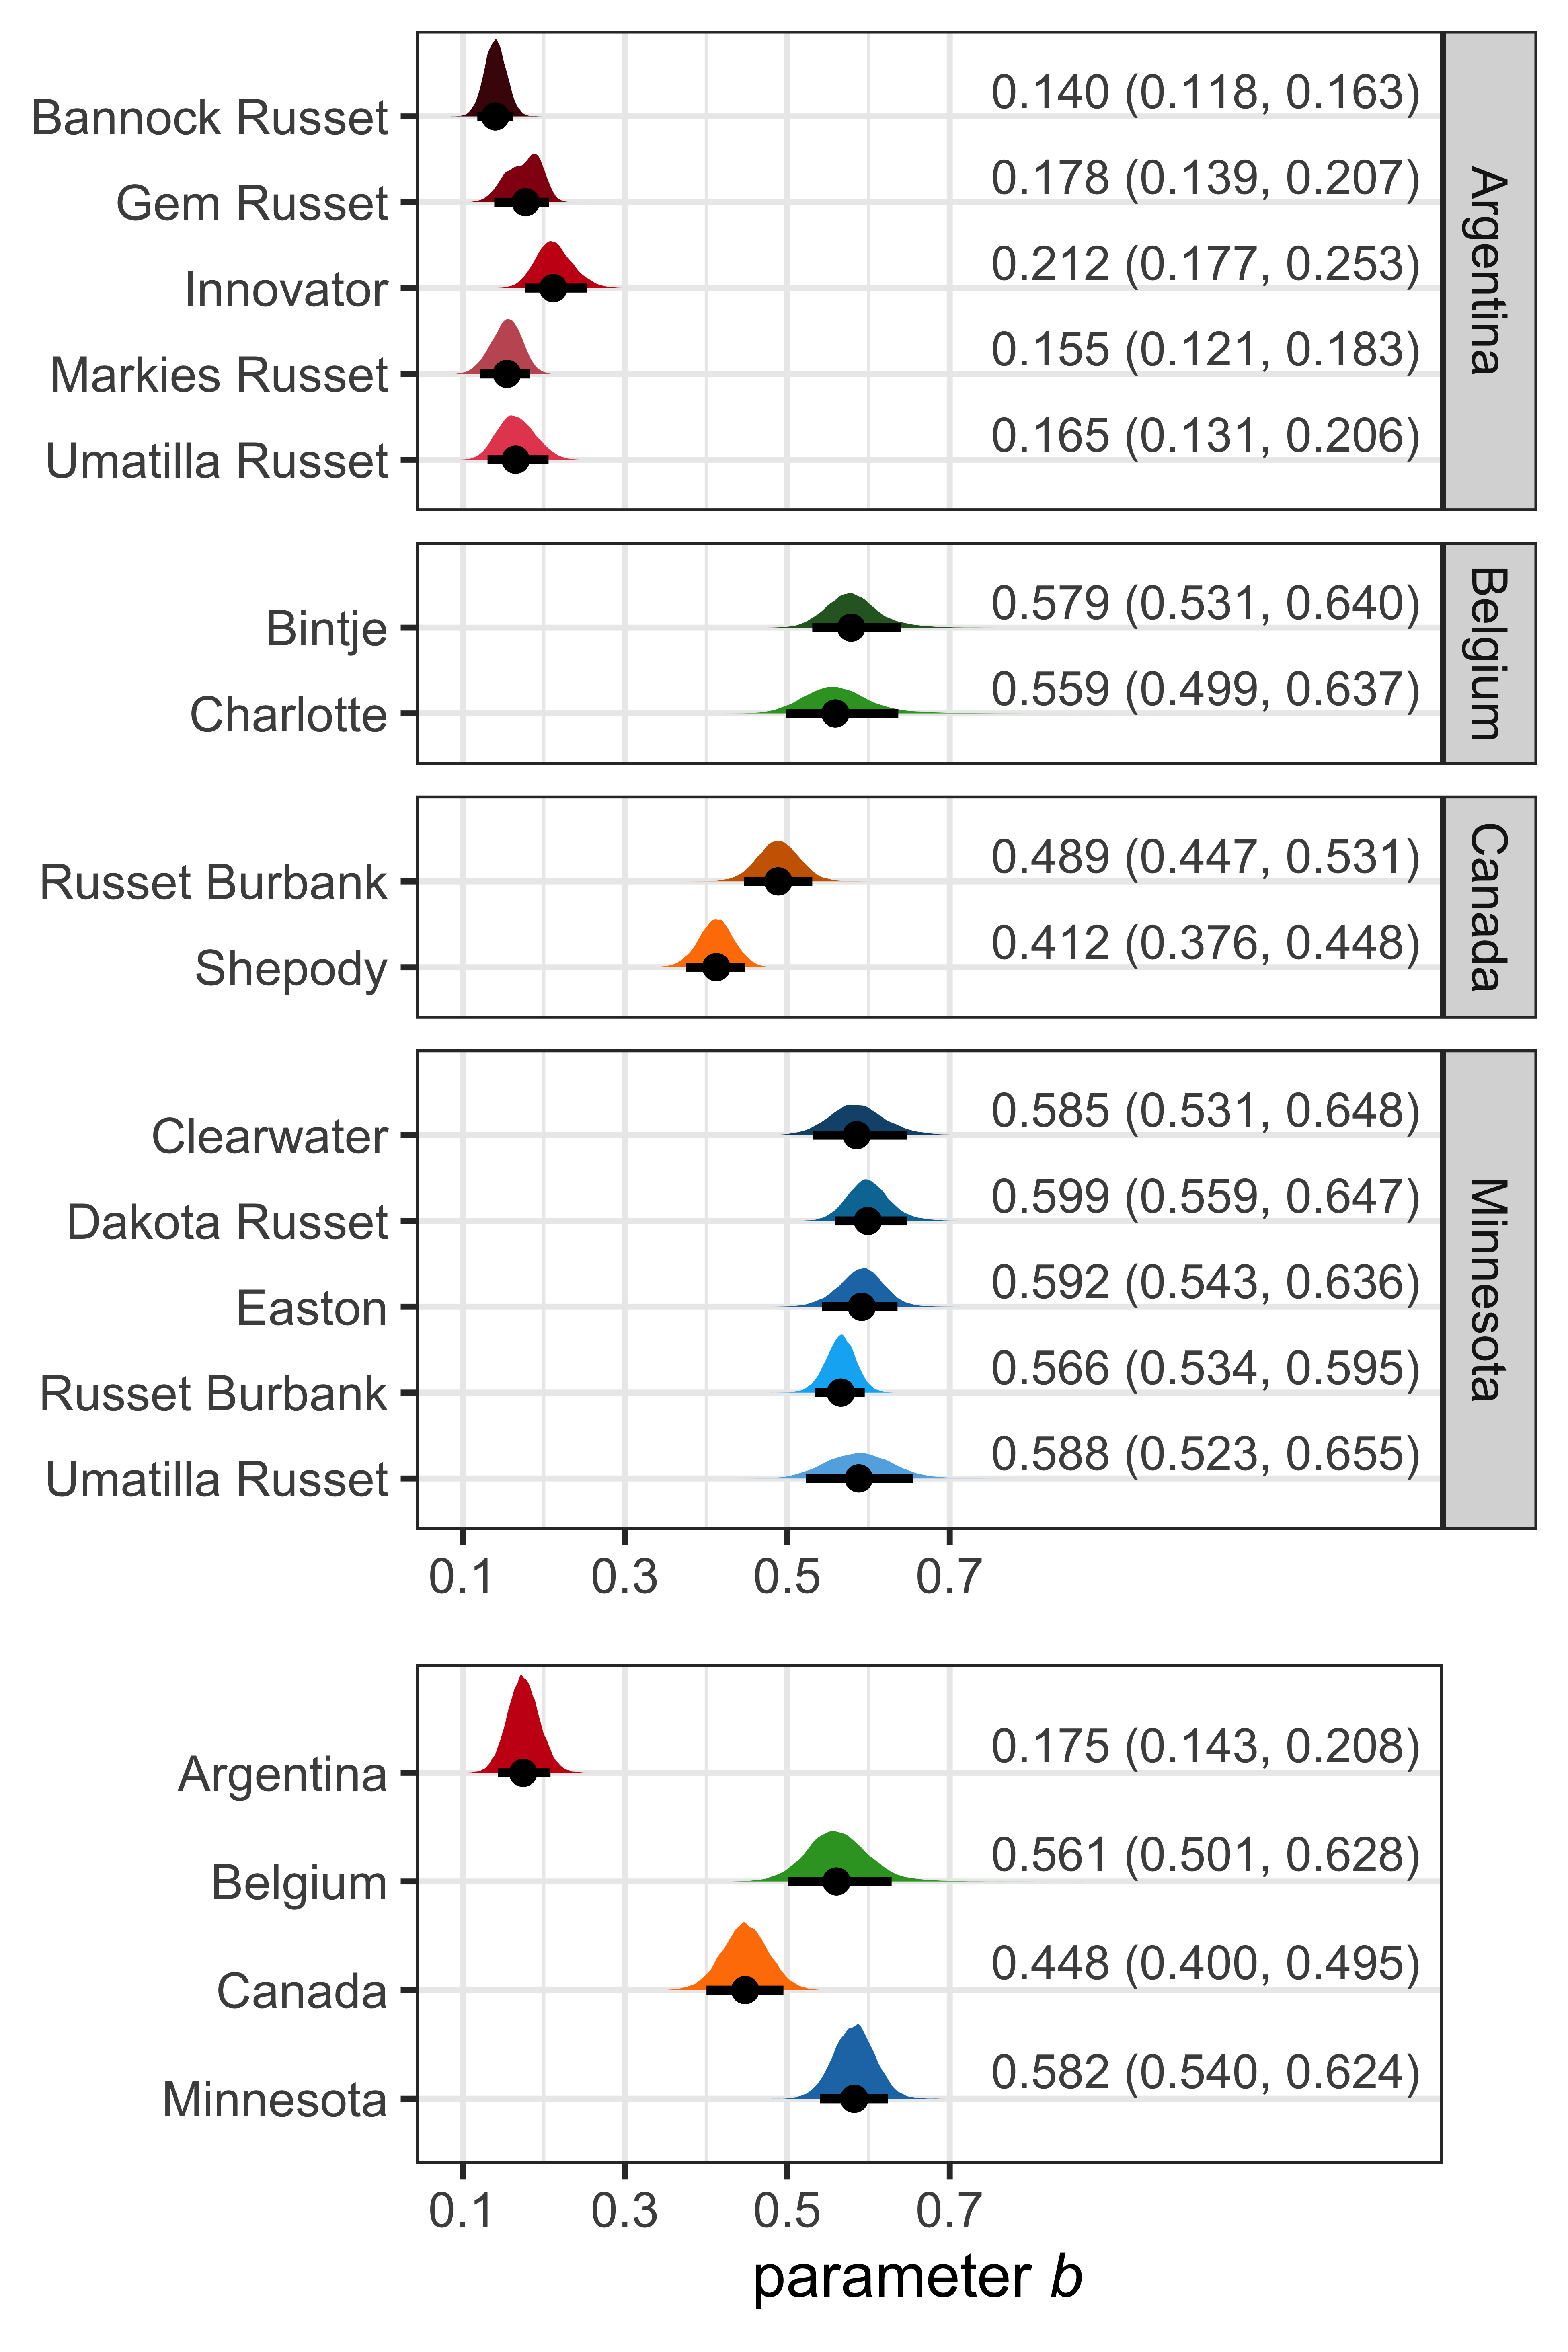 Argentina
Bannock Russet 0.140 (0.118, 0.163)
Gem Russet 0.178 (0.139, 0.207)
Innovator 0.212 (0.177, 0.253)
Markies Russet 0.155 (0.121, 0.183)
Umatilla Russet 0.165 (0.131, 0.206)
Belgium
Bintje 0.579 (0.531, 0.640)
Charlotte 0.559 (0.499, 0.637)
Canada
Russet Burbank 0.489 (0.447, 0.531)
Shepody 0.412 (0.376, 0.448)
Minnesota
Clearwater 0.585 (0.531, 0.648)
Dakota Russet 0.599 (0.559, 0.647)
Easton 0.592 (0.543, 0.636)
Russet Burbank 0.566 (0.534, 0.595)
Umatilla Russet 0.588 (0.523, 0.655)
0.1 0.3 0.5 0.7
Argentina 0.175 (0.143, 0.208)
Belgium 0.561 (0.501, 0.628)
Canada 0.448 (0.400, 0.495)
Minnesota 0.582 (0.540, 0.624)
0.1 0.3 0.5 0.7
parameter b